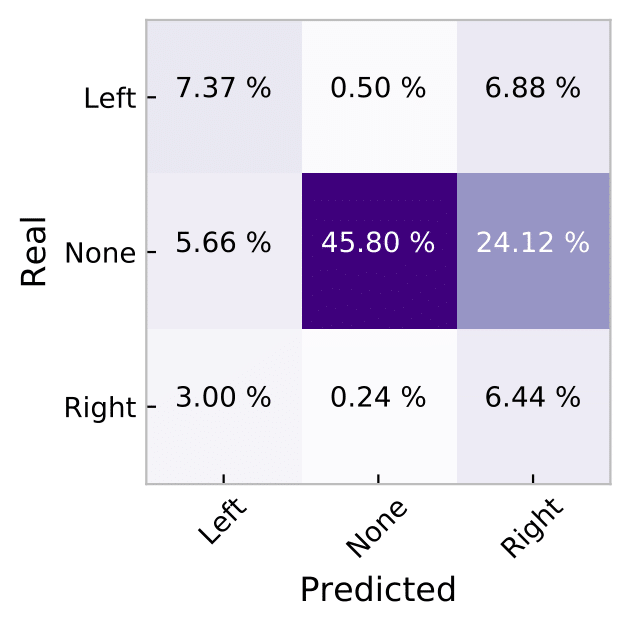 Left 7.37 % 0.50 % 6.88 %
Real
None 5.66 % 45.80 % 24.12 %
Right 3.00 % 0.24 % 6.44 %
Left None Right
Predicted